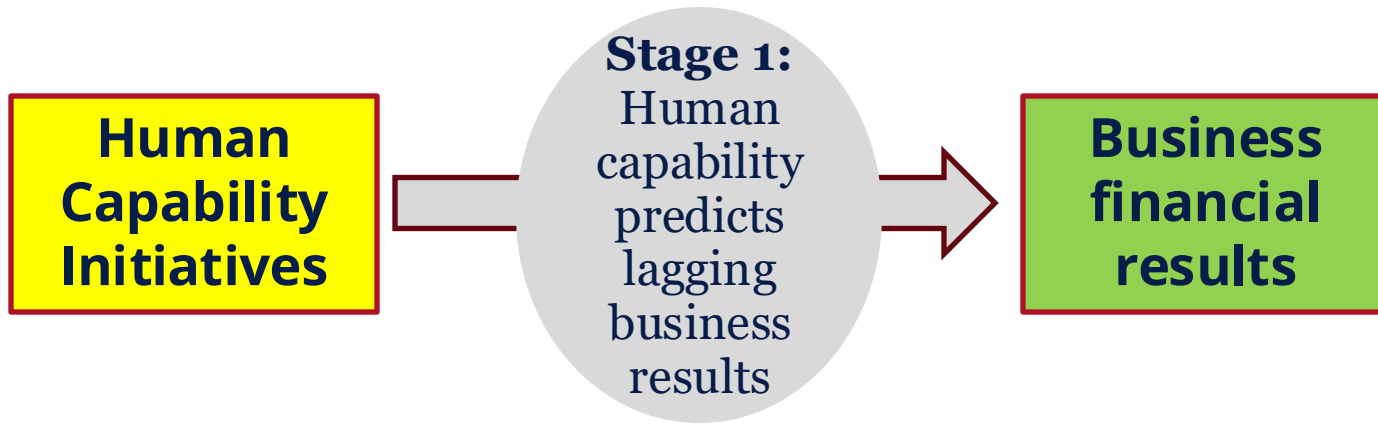 Human
Capability
Initiatives
Stage 1:
Human
capability
predicts
lagging
business
results
Business
financial
results